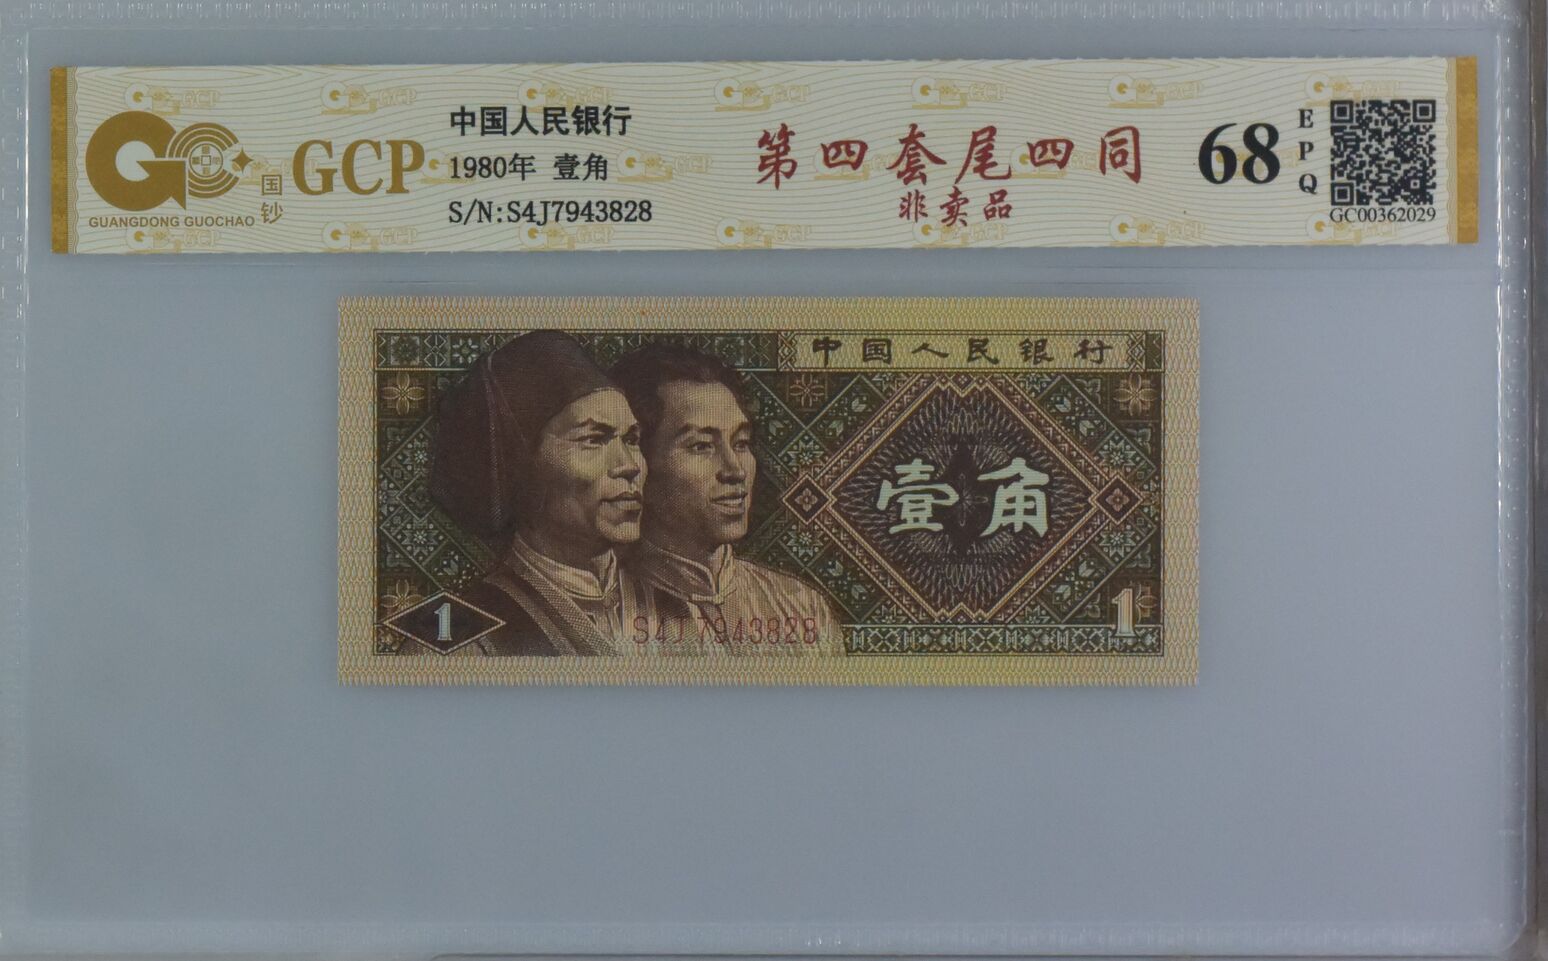 GCP
国钞
GUANGDONG GUOCHAO
中国人民银行
1980年 壹角
S/N:S4J7943828
第四套尾四同
非卖品
68
EPQ
GC00362029
中国人民银行
壹角
1
1
S4J7943828